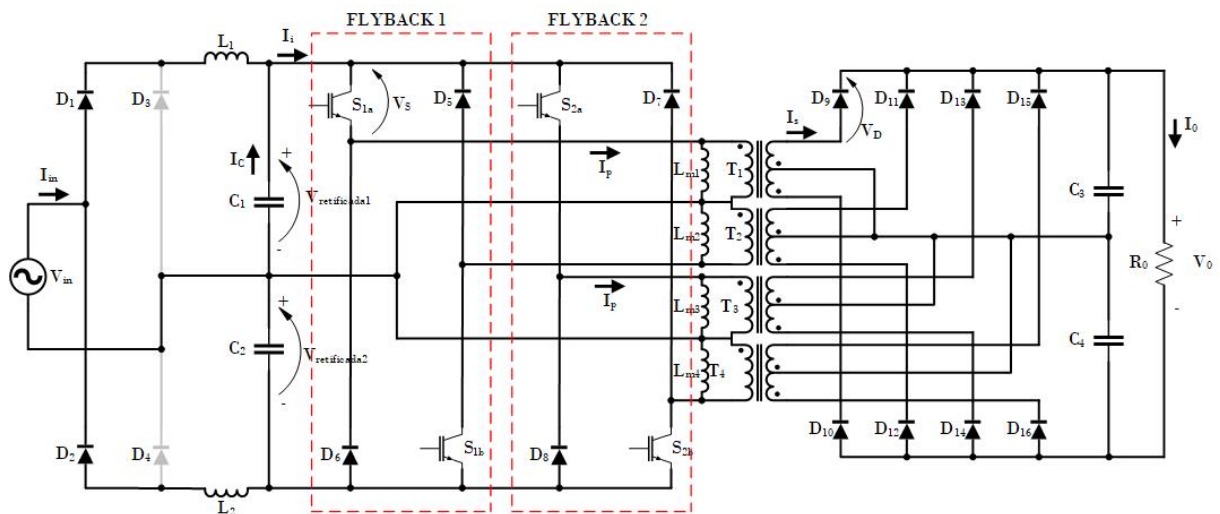 FLYBACK 1
FLYBACK 2
L1
Ii
D1
D3
S1a
VS
D5
S2a
D7
D9
D11
D13
D15
Is
VD
I0
IC
+
Vretificada1
-
C1
Iin
Ip
Lm1
T1
C3
Lm2
T2
Vin
+
R0
V0
-
Ip
Lm3
T3
+
C2
Vretificada2
-
Lm4
T4
C4
D2
D4
D6
S1b
D8
S2b
D10
D12
D14
D16
L2